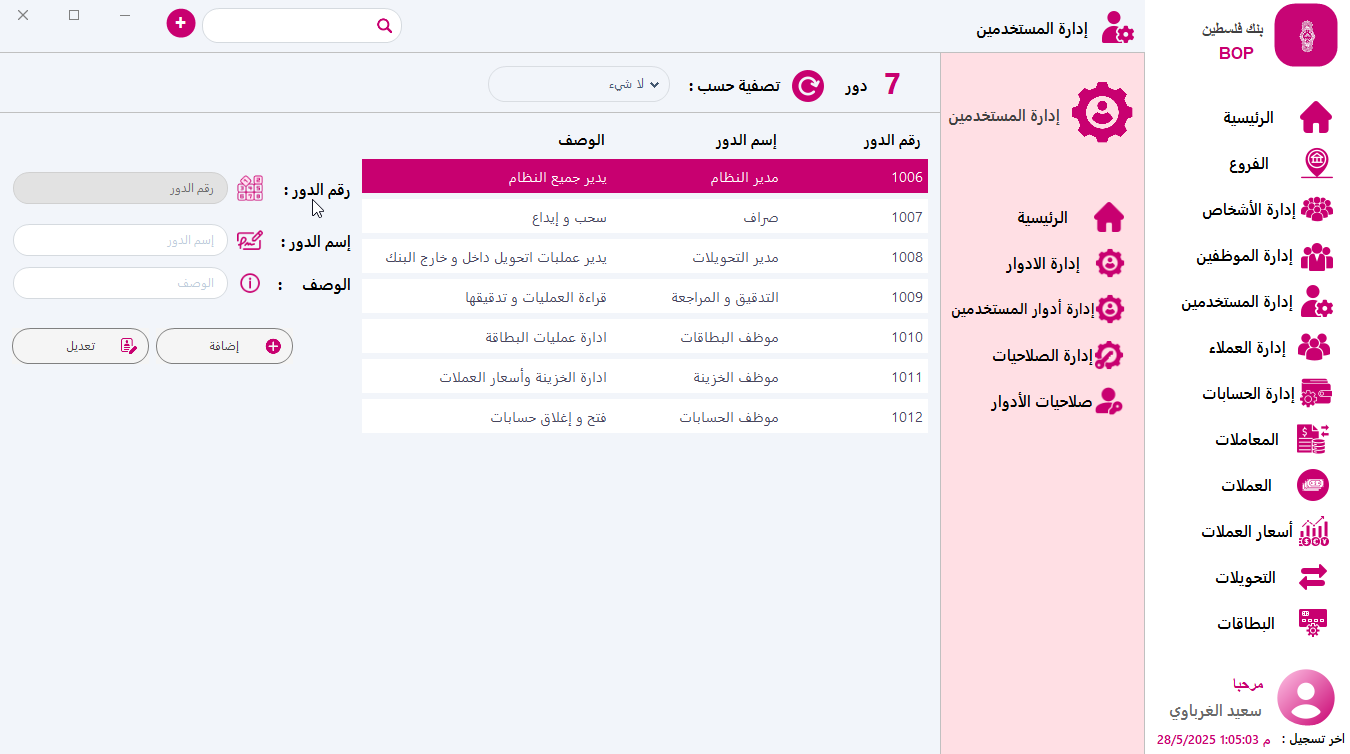 بنك فلسطين
BOP
الرئيسية
الفروع
إدارة الأشخاص
إدارة الموظفين
إدارة المستخدمين
إدارة العملاء
إدارة الحسابات
المعاملات
العملات
أسعار العملات
التحويلات
البطاقات
مرحبا
سعيد الغرباوي
اخر تسجيل : 28/5/2025 1:05:03 م
إدارة المستخدمين
إدارة المستخدمين
الرئيسية
إدارة الادوار
إدارة أدوار المستخدمين
إدارة الصلاحيات
صلاحيات الأدوار
7 دور تصفية حسب : لا شيء
رقم الدور إسم الدور الوصف
1006 مدير النظام يدير جميع النظام
1007 صراف سحب و إيداع
1008 مدير التحويلات يدير عمليات اتحويل داخل و خارج البنك
1009 التدقيق و المراجعة قراءة العمليات و تدقيقها
1010 موظف البطاقات ادارة عمليات البطاقة
1011 موظف الخزينة ادارة الخزينة وأسعار العملات
1012 موظف الحسابات فتح و إغلاق حسابات
رقم الدور : رقم الدور
إسم الدور : إسم الدور
الوصف : الوصف
إضافة تعديل